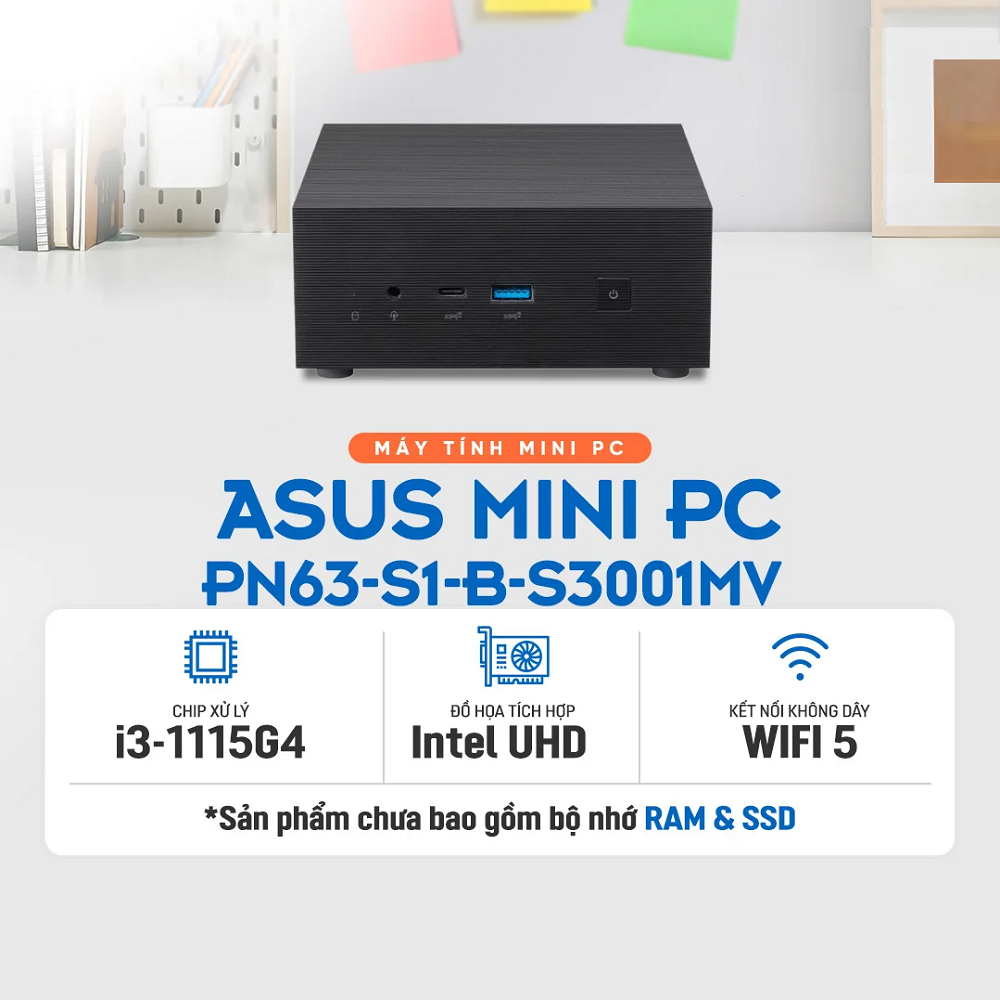 MÁY TÍNH MINI PC
ASUS MINI PC
PN63-S1-B-S3001MV
CHIP XỬ LÝ
i3-1115G4
ĐỒ HỌA TÍCH HỢP
Intel UHD
KẾT NỐI KHÔNG DÂY
WIFI 5
*Sản phẩm chưa bao gồm bộ nhớ RAM & SSD